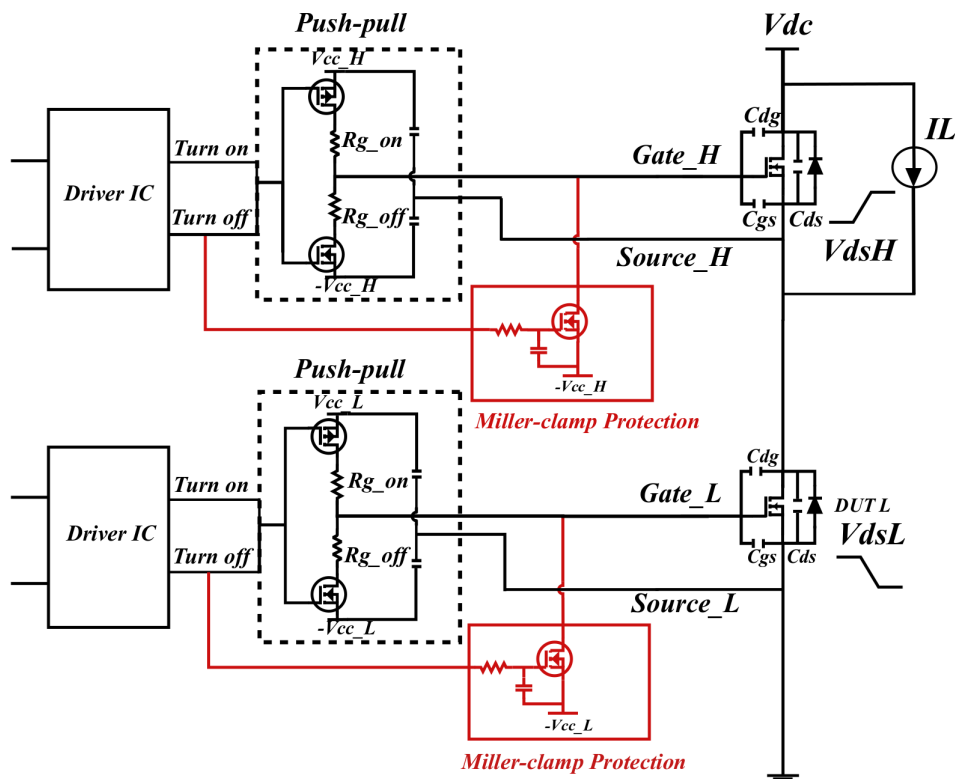 Push-pull
Vdc
Vcc_H
Cdg
Turn on
Rg_on
Gate_H
IL
Driver IC
Turn off
Rg_off
Cgs
Cds
VdsH
Source_H
-Vcc_H
-Vcc_H
Push-pull
Miller-clamp Protection
Vcc_L
Cdg
Turn on
Rg_on
Gate_L
DUT L
Driver IC
VdsL
Turn off
Rg_off
Cgs
Cds
Source_L
-Vcc_L
-Vcc_L
Miller-clamp Protection